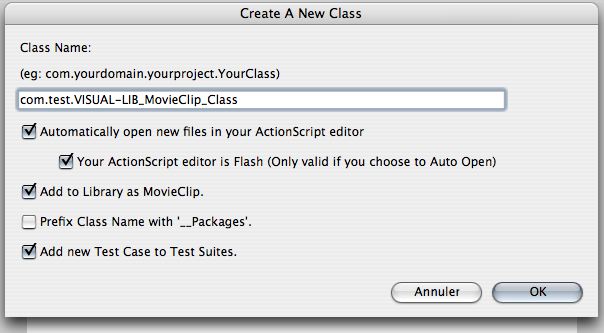 Create A New Class
Class Name:
(eg: com.yourdomain.yourproject.YourClass)
com.test.VISUAL-LIB_MovieClip_Class
Automatically open new files in your ActionScript editor
Your ActionScript editor is Flash (Only valid if you choose to Auto Open)
Add to Library as MovieClip.
Prefix Class Name with '__Packages'.
Add new Test Case to Test Suites.
Annuler
OK